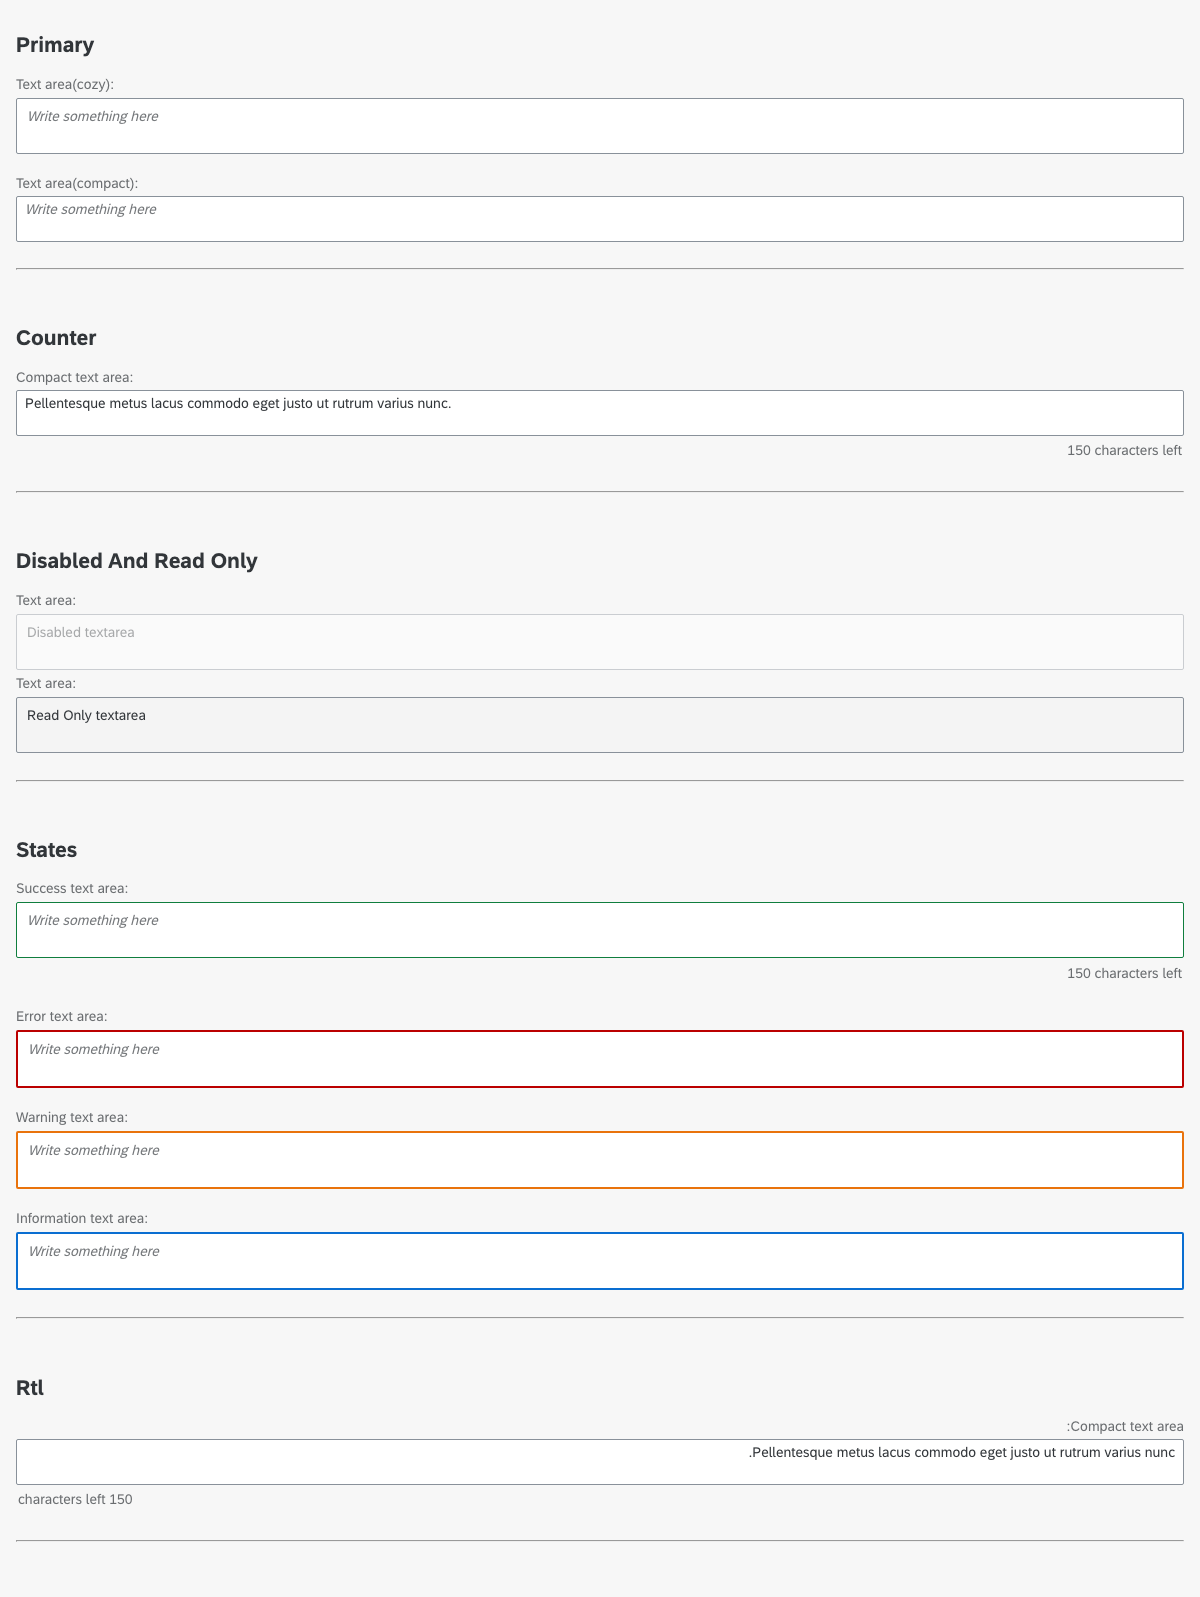 Primary
Text area(cozy):
Write something here
Text area(compact):
Write something here
Counter
Compact text area:
Pellentesque metus lacus commodo eget justo ut rutrum varius nunc.
150 characters left
Disabled And Read Only
Text area:
Disabled textarea
Text area:
Read Only textarea
States
Success text area:
Write something here
150 characters left
Error text area:
Write something here
Warning text area:
Write something here
Information text area:
Write something here
Rtl
:Compact text area
.Pellentesque metus lacus commodo eget justo ut rutrum varius nunc
characters left 150